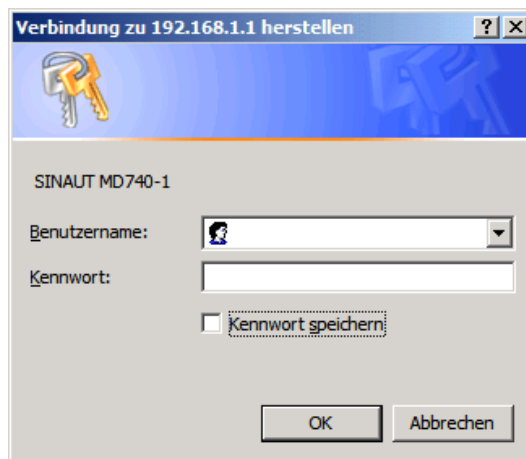 Verbindung zu 192.168.1.1 herstellen
SINAUT MD740-1
Benutzername:
Kennwort:
Kennwort speichern
OK Abbrechen